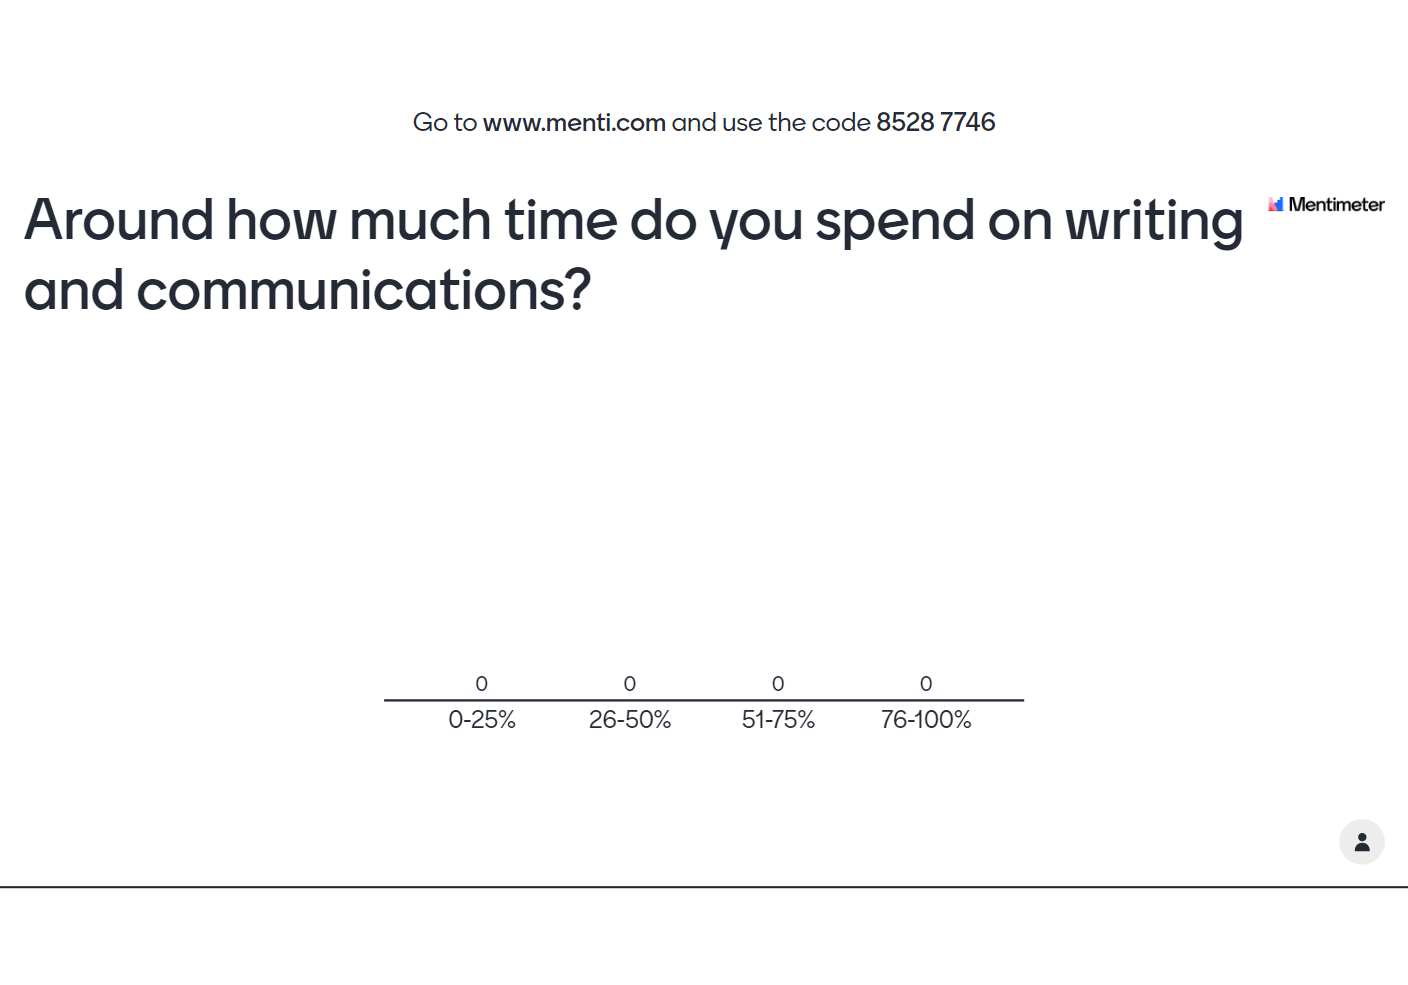 Go to www.menti.com and use the code 8528 7746
Around how much time do you spend on writing
and communications?
Mentimeter
0 0 0 0
0-25% 26-50% 51-75% 76-100%